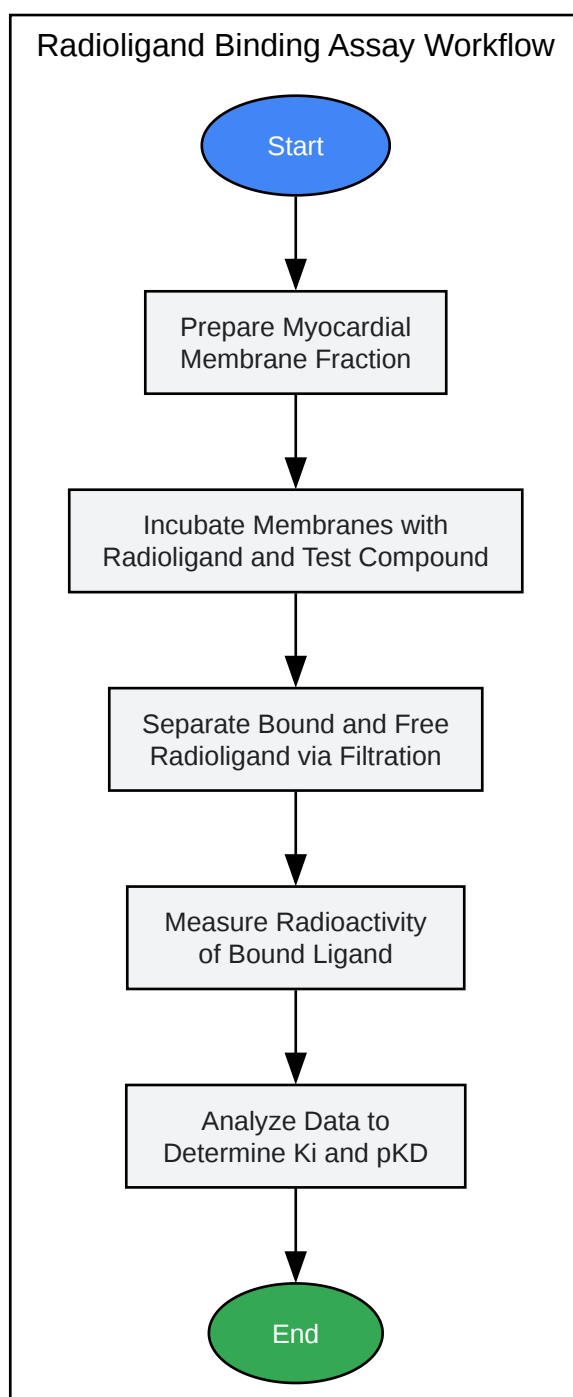 Radioligand Binding Assay Workflow
Start
Prepare Myocardial
Membrane Fraction
Incubate Membranes with
Radioligand and Test Compound
Separate Bound and Free
Radioligand via Filtration
Measure Radioactivity
of Bound Ligand
Analyze Data to
Determine Ki and pKD
End